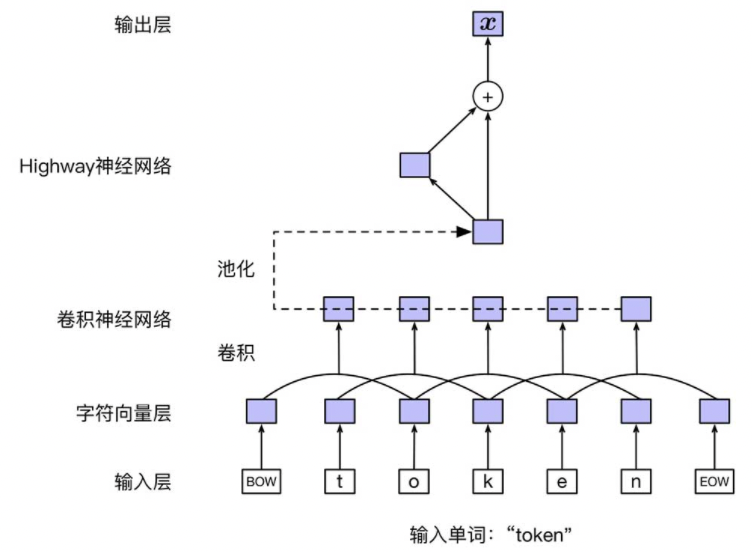 输出层
x
+
Highway神经网络
池化
卷积神经网络
卷积
字符向量层
输入层 BOW t o k e n EOW
输入单词：“token”